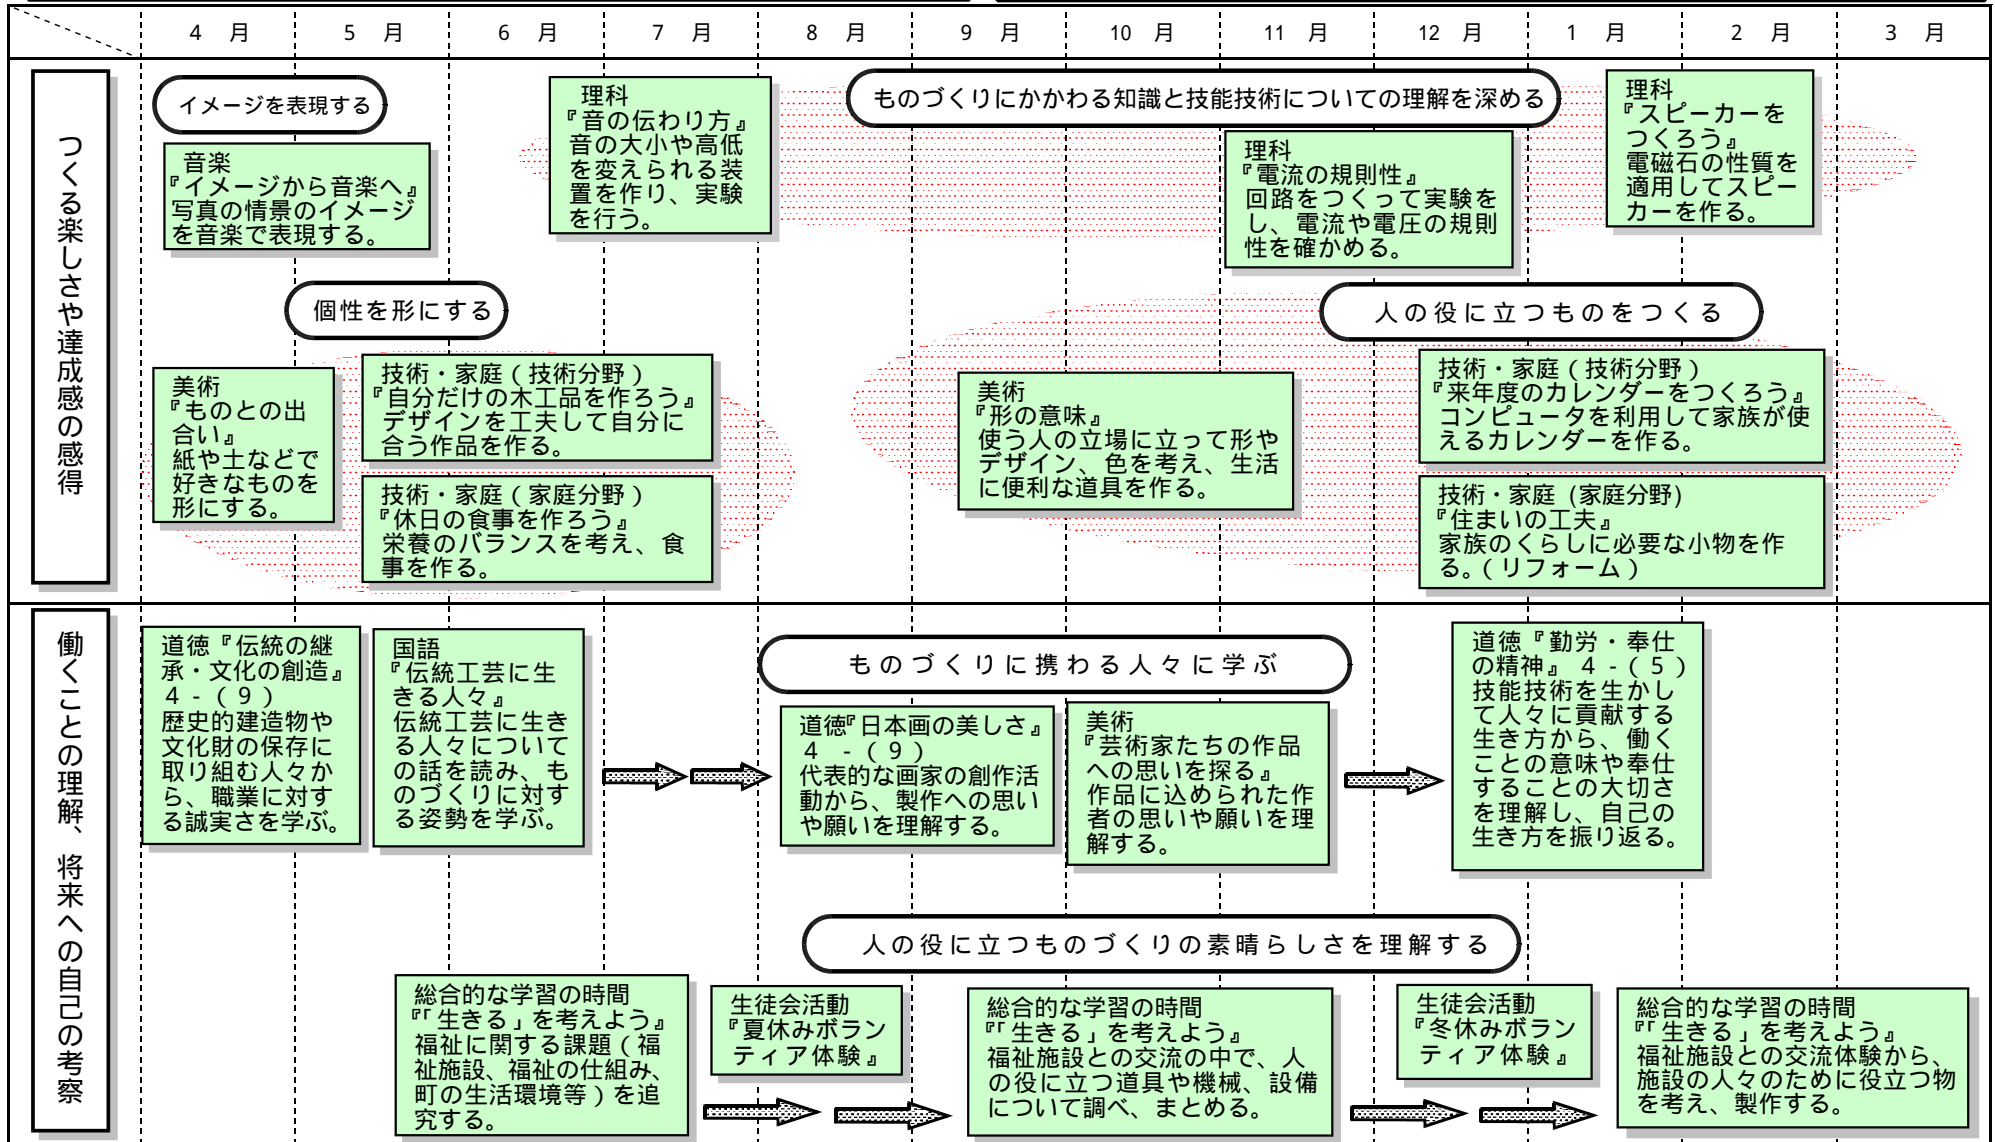 4 月 5 月 6 月 7 月 8 月 9 月 10 月 11 月 12 月 1 月 2 月 3 月
つくる楽しさや達成感の感得
イメージを表現する
音楽
『イメージから音楽へ』
写真の情景のイメージ
を音楽で表現する。
理科
『音の伝わり方』
音の大小や高低
を変えられる装
置を作り、実験
を行う。
ものづくりにかかわる知識と技能技術についての理解を深める
理科
『電流の規則性』
回路をつくって実験を
し、電流や電圧の規則
性を確かめる。
理科
『スピーカーを
つくろう』
電磁石の性質を
適用してスピー
カーを作る。
個性を形にする
美術
『ものとの出
合い』
紙や土などで
好きなものを
形にする。
技術・家庭(技術分野)
『自分だけの木工品を作ろう』
デザインを工夫して自分に
合う作品を作る。
技術・家庭(家庭分野)
『休日の食事を作ろう』
栄養のバランスを考え、食
事を作る。
人の役に立つものをつくる
美術
『形の意味』
使う人の立場に立って形や
デザイン、色を考え、生活
に便利な道具を作る。
技術・家庭(技術分野)
『来年度のカレンダーをつくろう』
コンピュータを利用して家族が使
えるカレンダーを作る。
技術・家庭(家庭分野)
『住まいの工夫』
家族のくらしに必要な小物を作
る。(リフォーム)
働くことの理解、将来への自己の考察
道徳『伝統の継
承・文化の創造』
4-(9)
歴史的建造物や
文化財の保存に
取り組む人々か
ら、職業に対す
る誠実さを学ぶ。
国語
『伝統工芸に生
きる人々』
伝統工芸に生き
る人々について
の話を読み、も
のづくりに対す
る姿勢を学ぶ。
ものづくりに携わる人々に学ぶ
道徳『日本画の美しさ』
4 -(9)
代表的な画家の創作活
動から、製作への思い
や願いを理解する。
美術
『芸術家たちの作品
への思いを探る』
作品に込められた作
者の思いや願いを理
解する。
道徳『勤労・奉仕
の精神』4-(5)
技能技術を生かし
て人々に貢献する
生き方から、働く
ことの意味や奉仕
することの大切さ
を理解し、自己の
生き方を振り返る。
人の役に立つものづくりの素晴らしさを理解する
総合的な学習の時間
『「生きる」を考えよう』
福祉に関する課題(福
祉施設、福祉の仕組み、
町の生活環境等)を追
究する。
生徒会活動
『夏休みボラン
ティア体験』
総合的な学習の時間
『「生きる」を考えよう』
福祉施設との交流の中で、人
の役に立つ道具や機械、設備
について調べ、まとめる。
生徒会活動
『冬休みボラン
ティア体験』
総合的な学習の時間
『「生きる」を考えよう』
福祉施設との交流体験から、
施設の人々のために役立つ物
を考え、製作する。